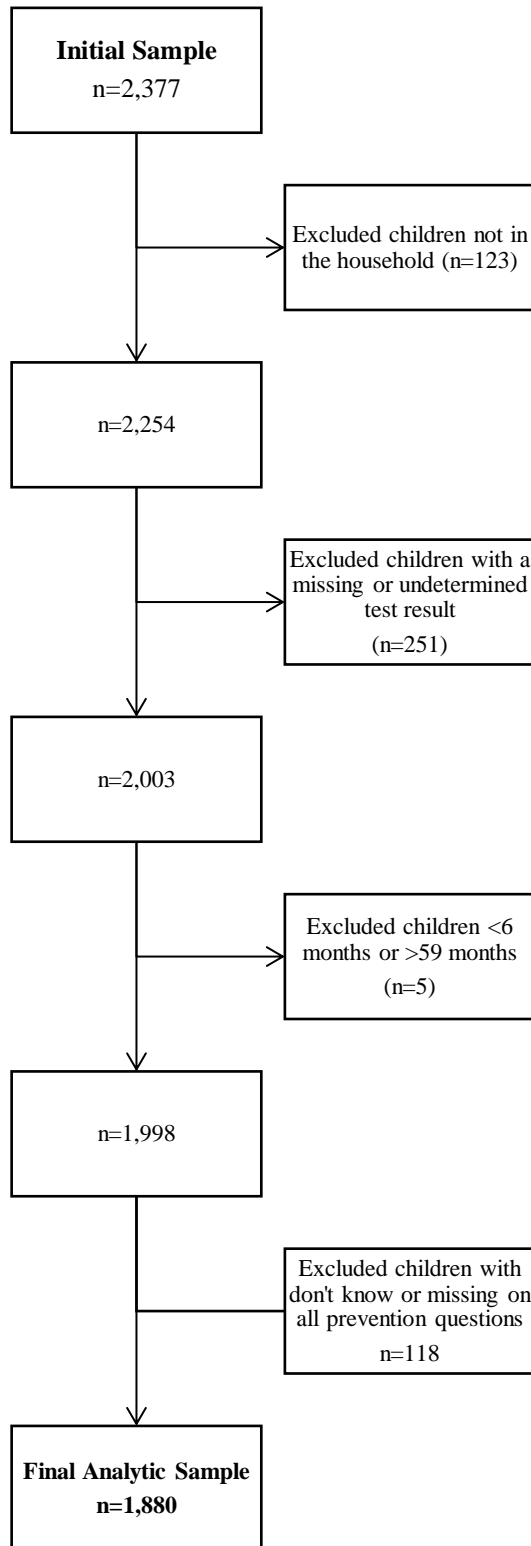 Initial Sample
n=2,377
Excluded children not in
the household (n=123)
n=2,254
Excluded children with a
missing or undetermined
test result
(n=251)
n=2,003
Excluded children <6
months or >59 months
(n=5)
n=1,998
Excluded children with
don't know or missing on
all prevention questions
n=118
Final Analytic Sample
n=1,880